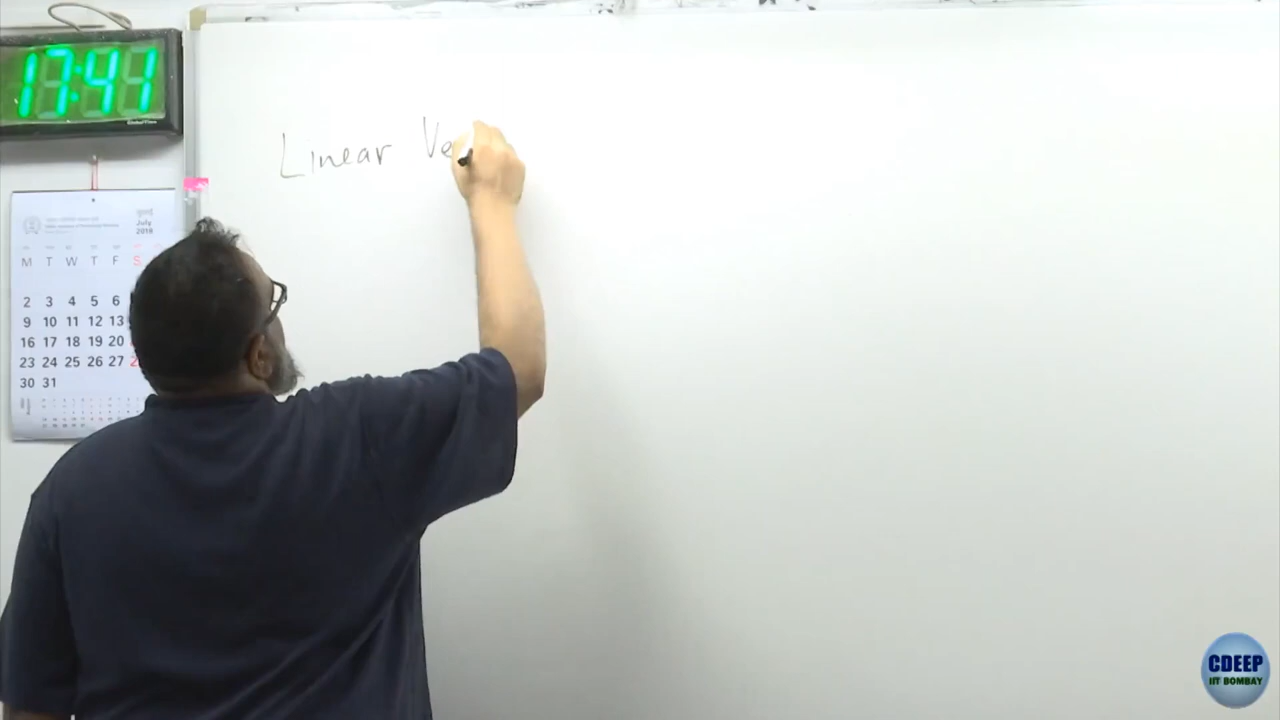 17:41
Linear Ve
July
2018
M T W T F S
2 3 4 5 6
9 10 11 12 13
16 17 18 19 20
23 24 25 26 27 2
30 31
CDEEP
IIT BOMBAY